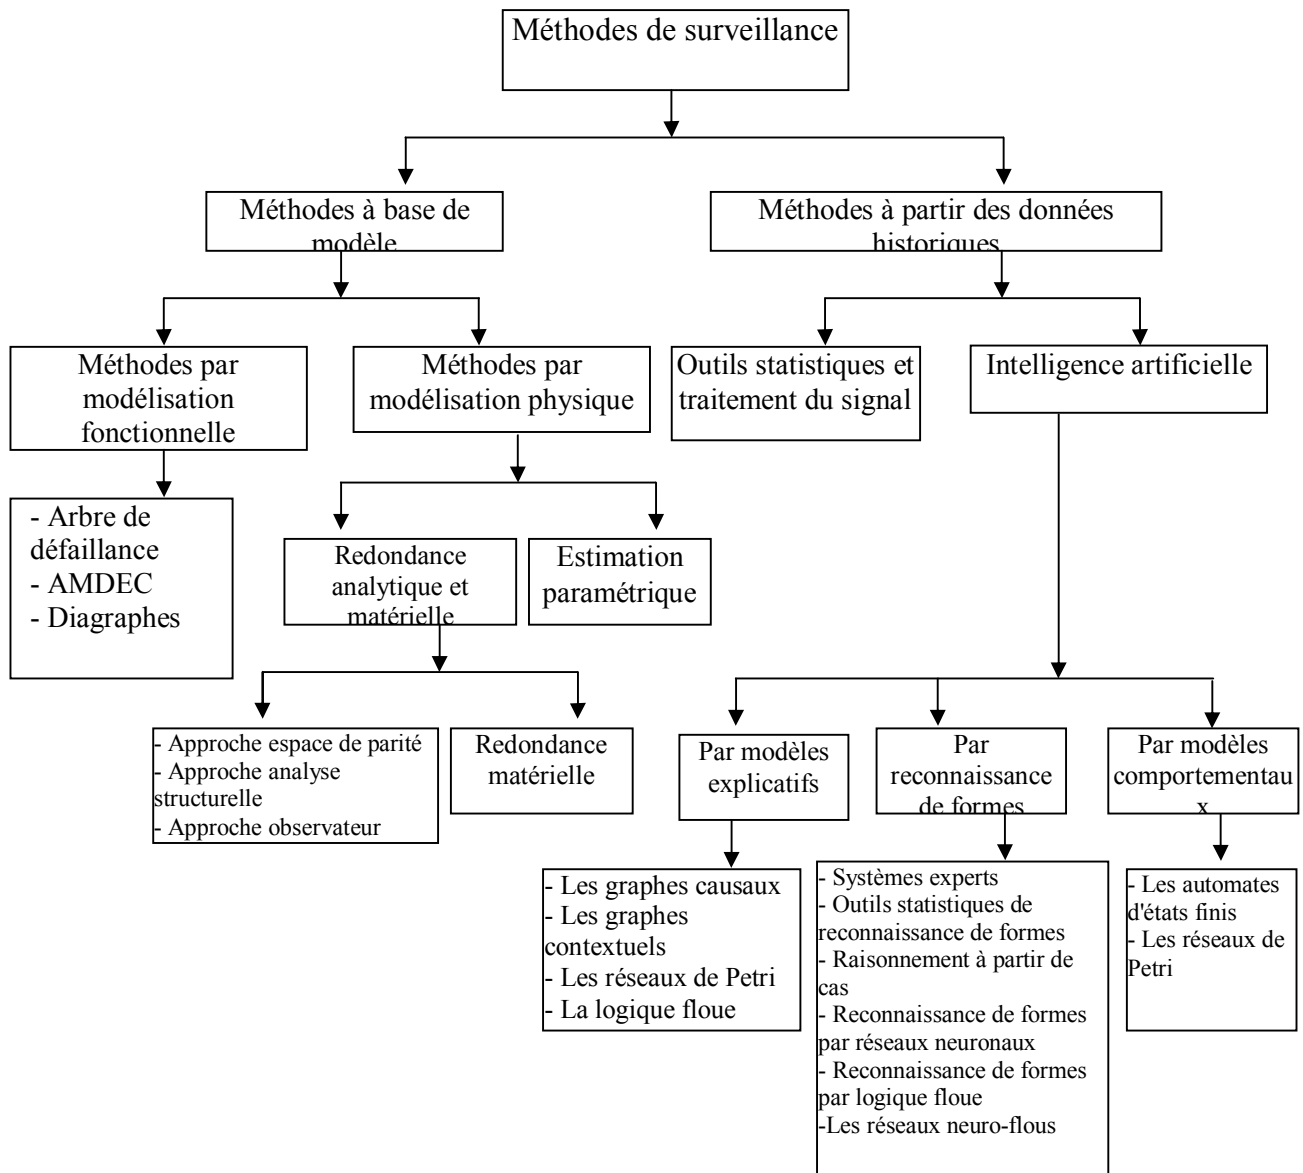 Méthodes de surveillance
Méthodes à base de
modèle
Méthodes à partir des données
historiques
Méthodes par
modélisation
fonctionnelle
Méthodes par
modélisation physique
Outils statistiques et
traitement du signal
Intelligence artificielle
- Arbre de
défaillance
- AMDEC
- Diagraphes
Redondance
analytique et
matérielle
Estimation
paramétrique
- Approche espace de parité
- Approche analyse
structurelle
- Approche observateur
Redondance
matérielle
Par modèles
explicatifs
Par
reconnaissance
de formes
Par modèles
comportementau
x
- Les graphes causaux
- Les graphes
contextuels
- Les réseaux de Petri
- La logique floue
- Systèmes experts
- Outils statistiques de
reconnaissance de formes
- Raisonnement à partir de
cas
- Reconnaissance de formes
par réseaux neuronaux
- Reconnaissance de formes
par logique floue
-Les réseaux neuro-flous
- Les automates
d'états finis
- Les réseaux de
Petri